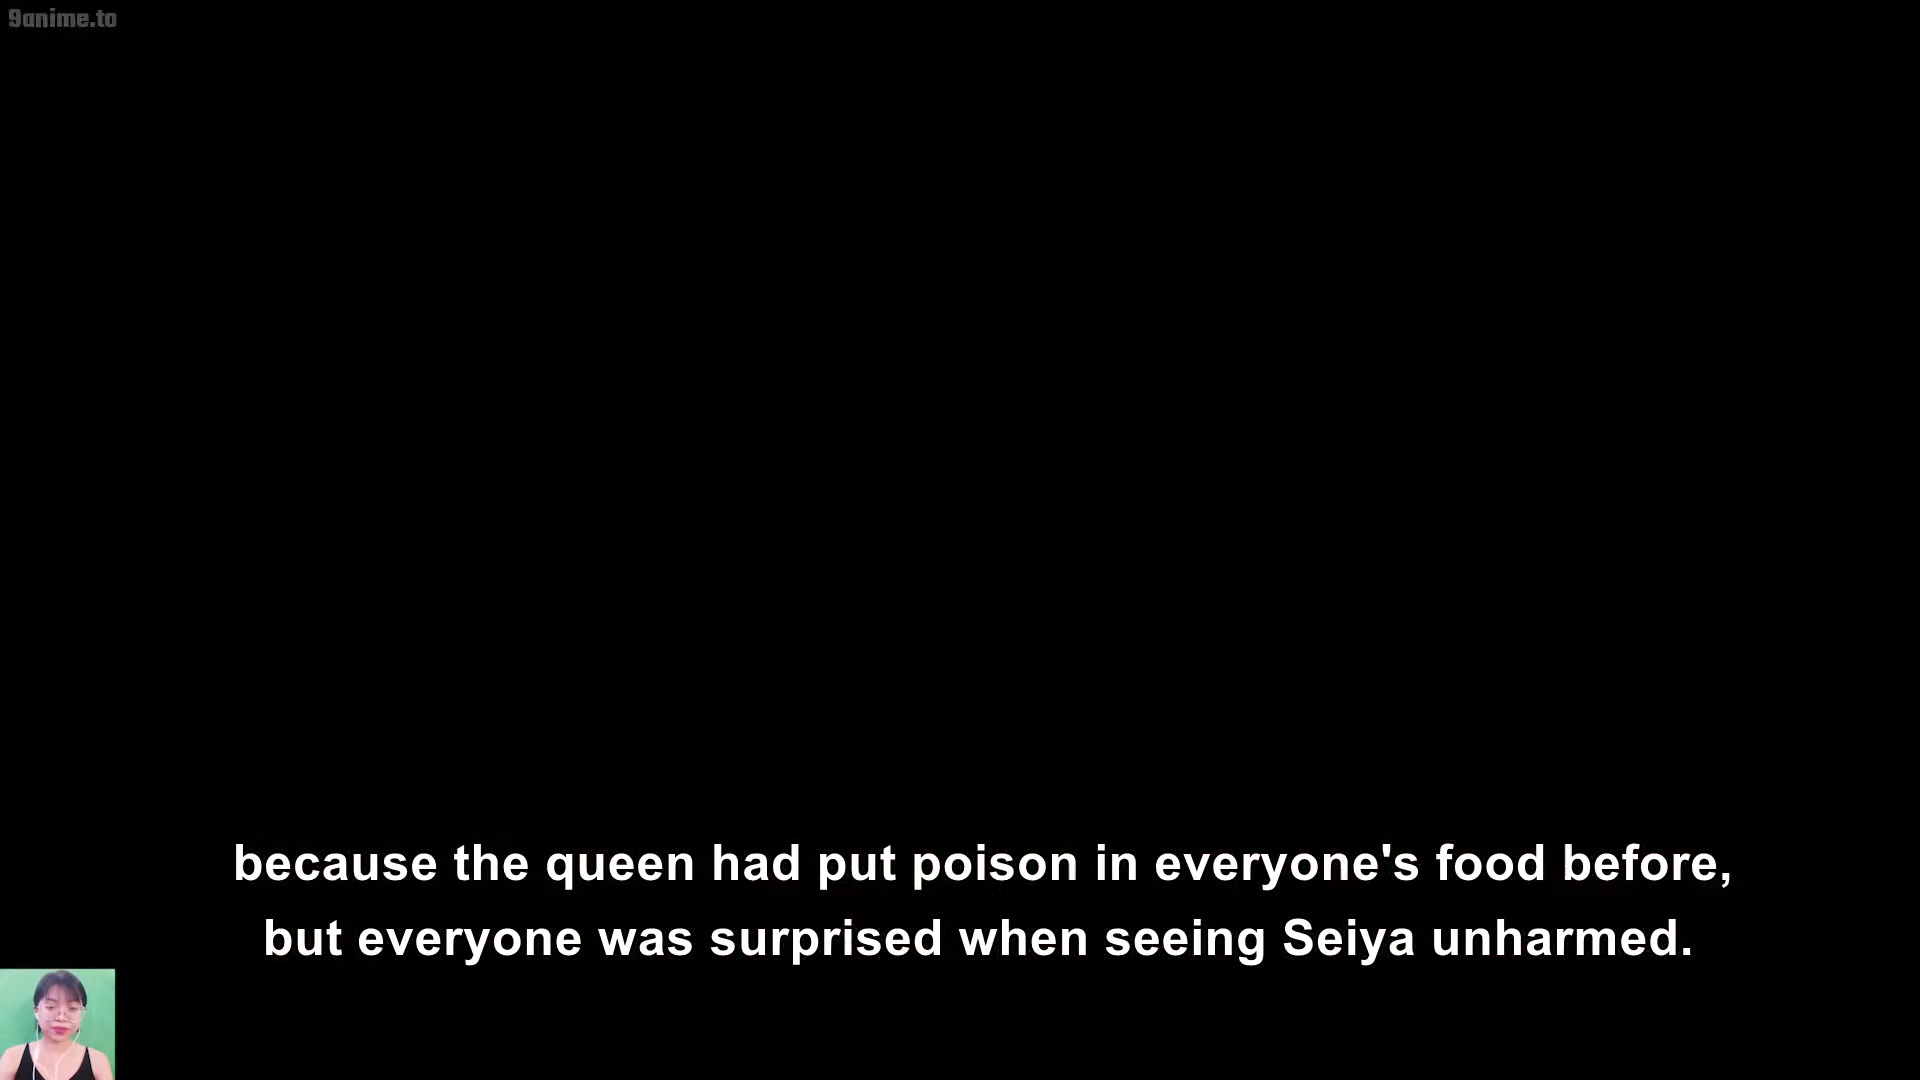 9anime.to
because the queen had put poison in everyone's food before,
but everyone was surprised when seeing Seiya unharmed.